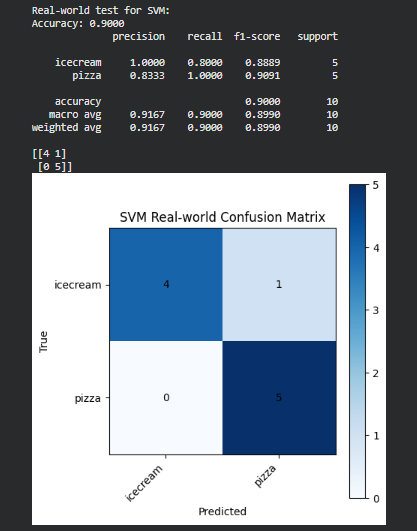 Real-world test for SVM:
Accuracy: 0.9000
precision recall f1-score support
icecream 1.0000 0.8000 0.8889 5
pizza 0.8333 1.0000 0.9091 5
accuracy 0.9000 10
macro avg 0.9167 0.9000 0.8990 10
weighted avg 0.9167 0.9000 0.8990 10
[[4 1]
[0 5]]
SVM Real-world Confusion Matrix
icecream 4 1
pizza 0 5
True
icecream pizza
Predicted
5
4
3
2
1
0